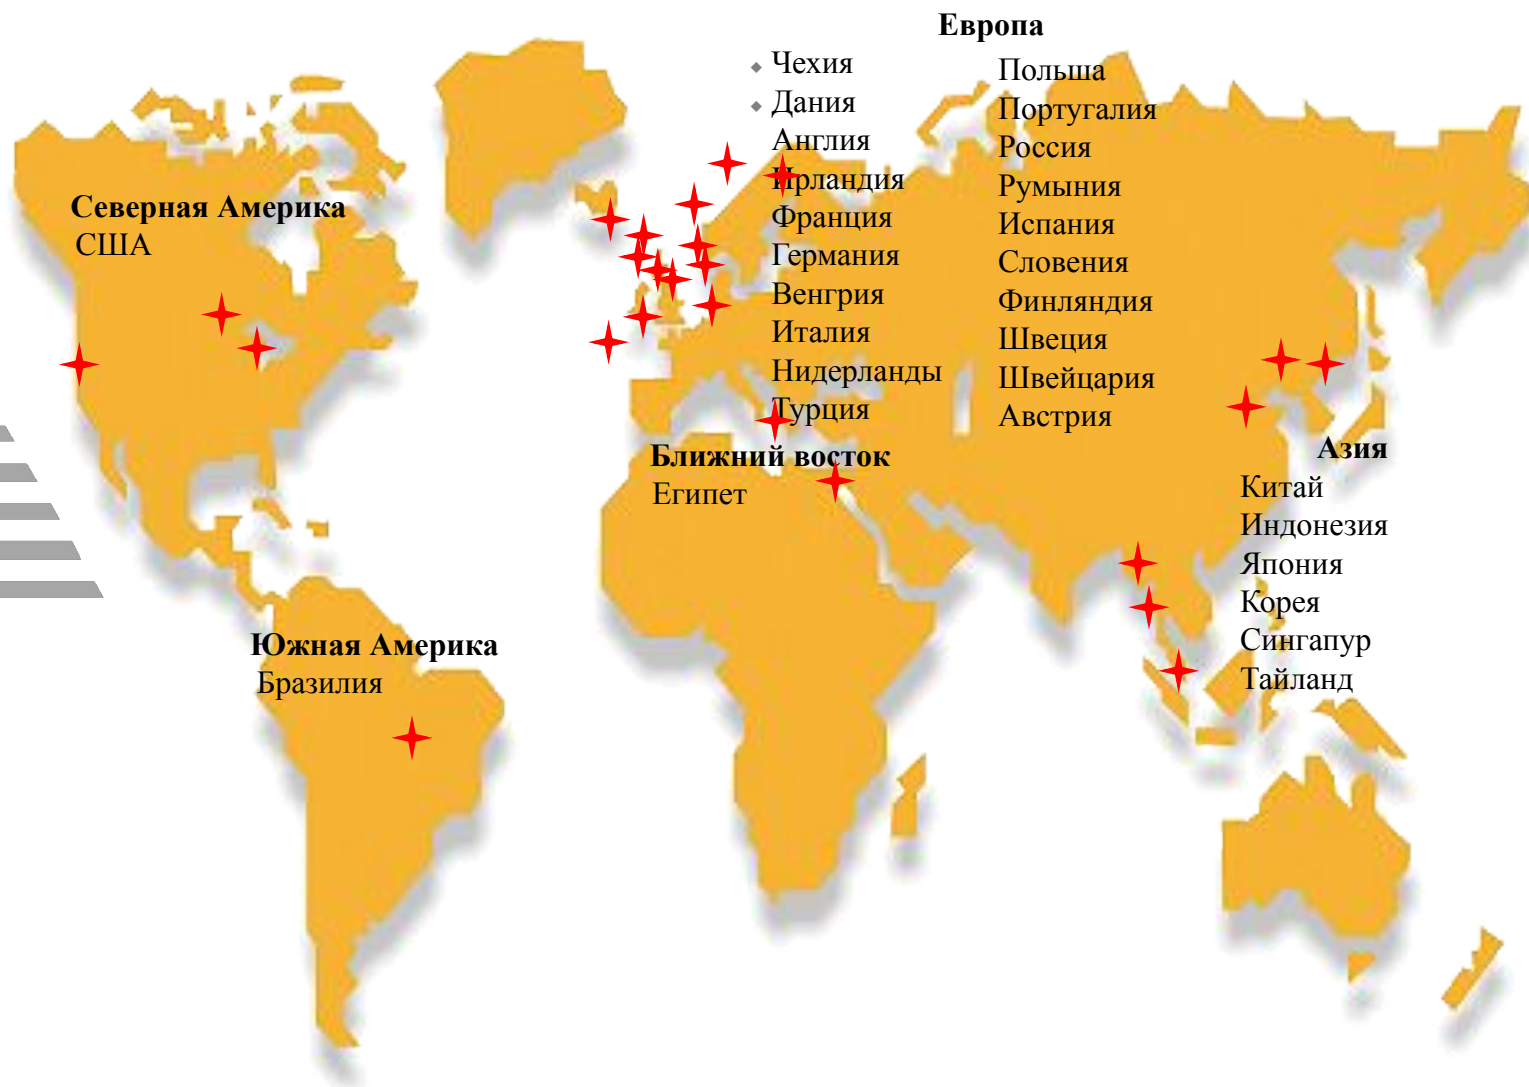 Европа
Чехия
Дания
Англия
Ирландия
Франция
Германия
Венгрия
Италия
Нидерланды
Турция
Польша
Португалия
Россия
Румыния
Испания
Словения
Финляндия
Швеция
Швейцария
Австрия
Северная Америка
США
Ближний восток
Египет
Азия
Китай
Индонезия
Япония
Корея
Сингапур
Тайланд
Южная Америка
Бразилия